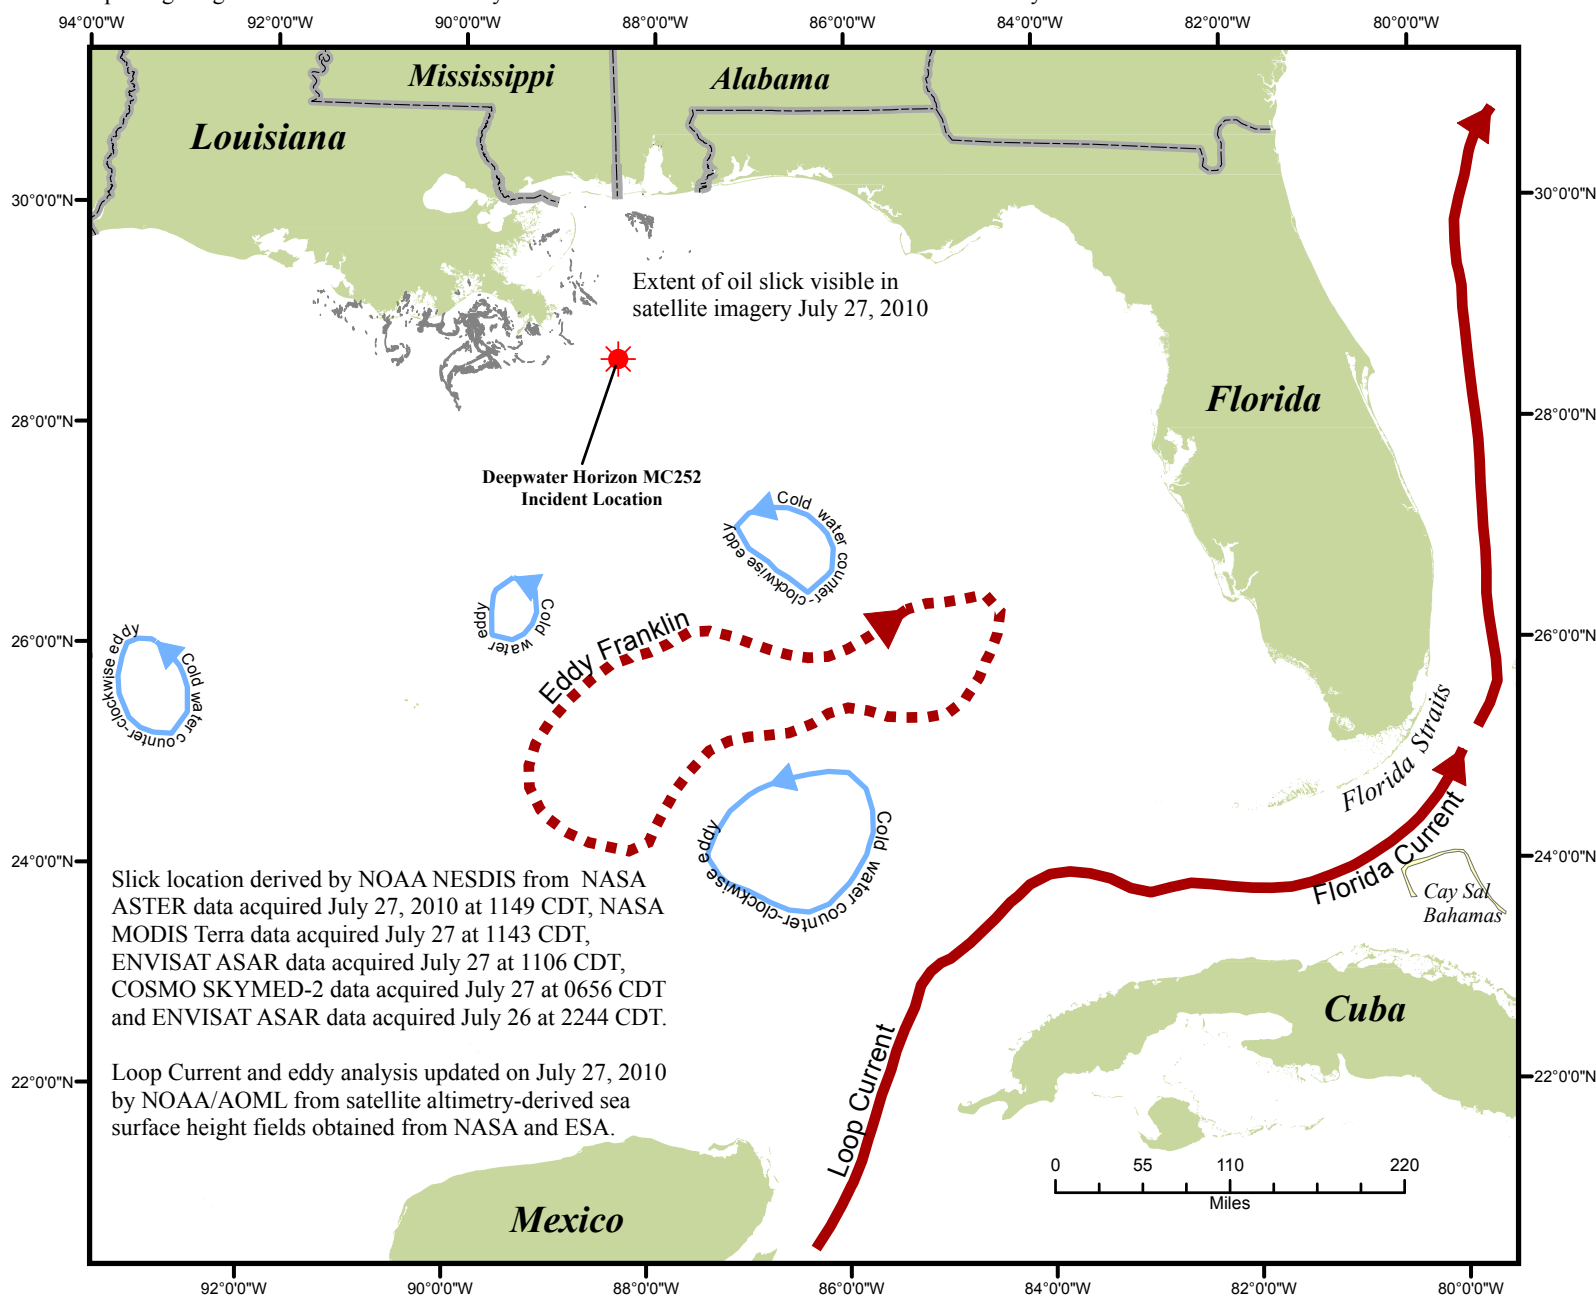 94°0'0"W 92°0'0"W 90°0'0"W 88°0'0"W 86°0'0"W 84°0'0"W 82°0'0"W 80°0'0"W
Mississippi
Alabama
Louisiana
30°0'0"N
30°0'0"N
Extent of oil slick visible in
satellite imagery July 27, 2010
Florida
28°0'0"N
28°0'0"N
Deepwater Horizon MC252
Incident Location
Cold water counter-clockwise eddy
Cold water eddy
Eddy Franklin
26°0'0"N
26°0'0"N
Cold water counter-clockwise eddy
Florida Straits
Cold water counter-clockwise eddy
Florida Current
24°0'0"N
24°0'0"N
Cay Sal
Bahamas
Slick location derived by NOAA NESDIS from NASA
ASTER data acquired July 27, 2010 at 1149 CDT, NASA
MODIS Terra data acquired July 27 at 1143 CDT,
ENVISAT ASAR data acquired July 27 at 1106 CDT,
COSMO SKYMED-2 data acquired July 27 at 0656 CDT
and ENVISAT ASAR data acquired July 26 at 2244 CDT.
Cuba
Loop Current
22°0'0"N
22°0'0"N
Loop Current and eddy analysis updated on July 27, 2010
by NOAA/AOML from satellite altimetry-derived sea
surface height fields obtained from NASA and ESA.
0 55 110 220
Miles
Mexico
92°0'0"W 90°0'0"W 88°0'0"W 86°0'0"W 84°0'0"W 82°0'0"W 80°0'0"W